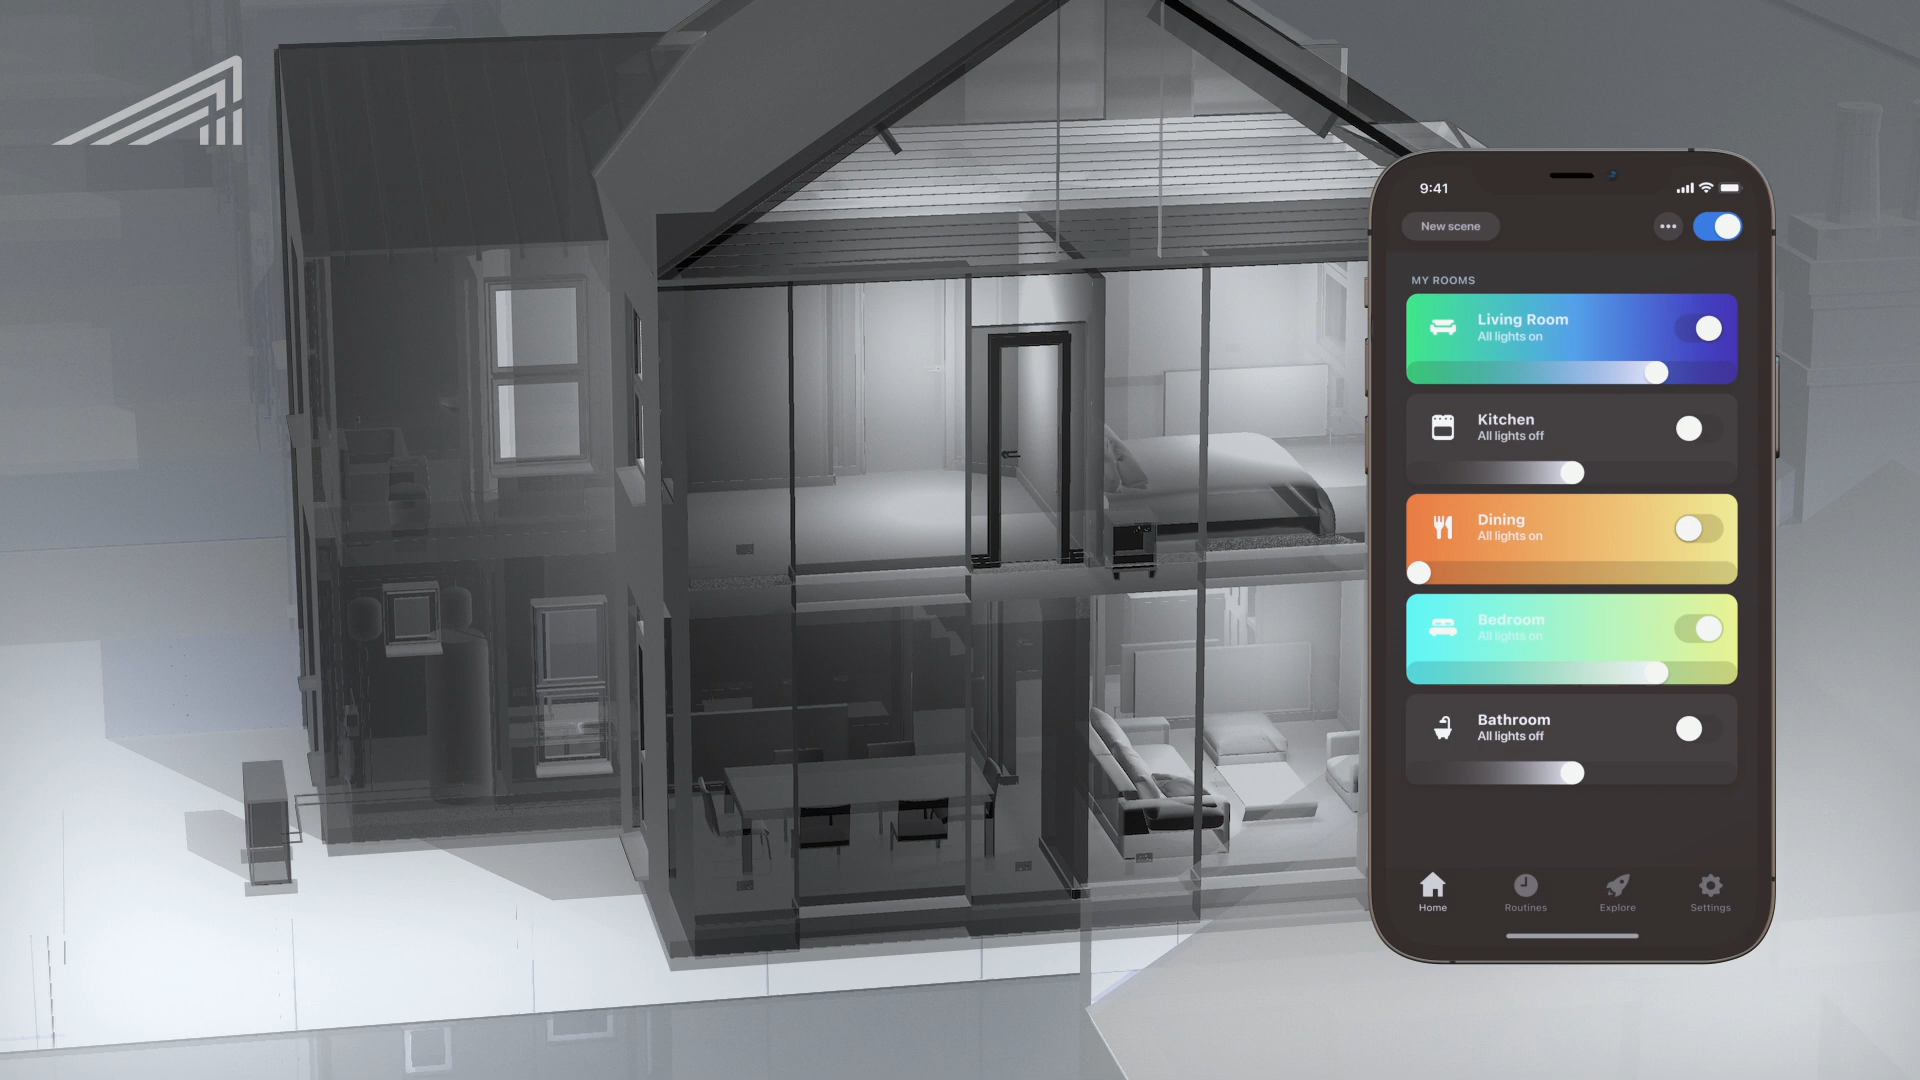 9:41
New scene
MY ROOMS
Living Room
All lights on
Kitchen
All lights off
Dining
All lights on
Bedroom
All lights on
Bathroom
All lights off
Home
Routines
Explore
Settings